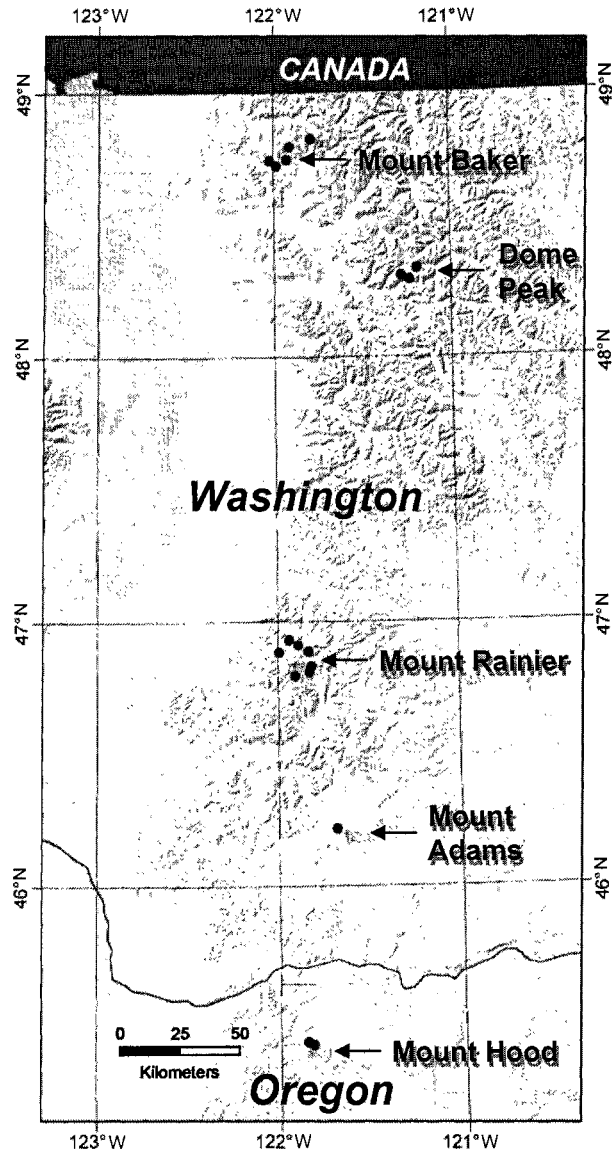 123°W 122°W 121°W
CANADA
49°N 49°N
Mount Baker
Dome
Peak
48°N 48°N
Washington
47°N 47°N
Mount Rainier
Mount
Adams
46°N 46°N
0 25 50
Kilometers
Mount Hood
Oregon
123°W 122°W 121°W